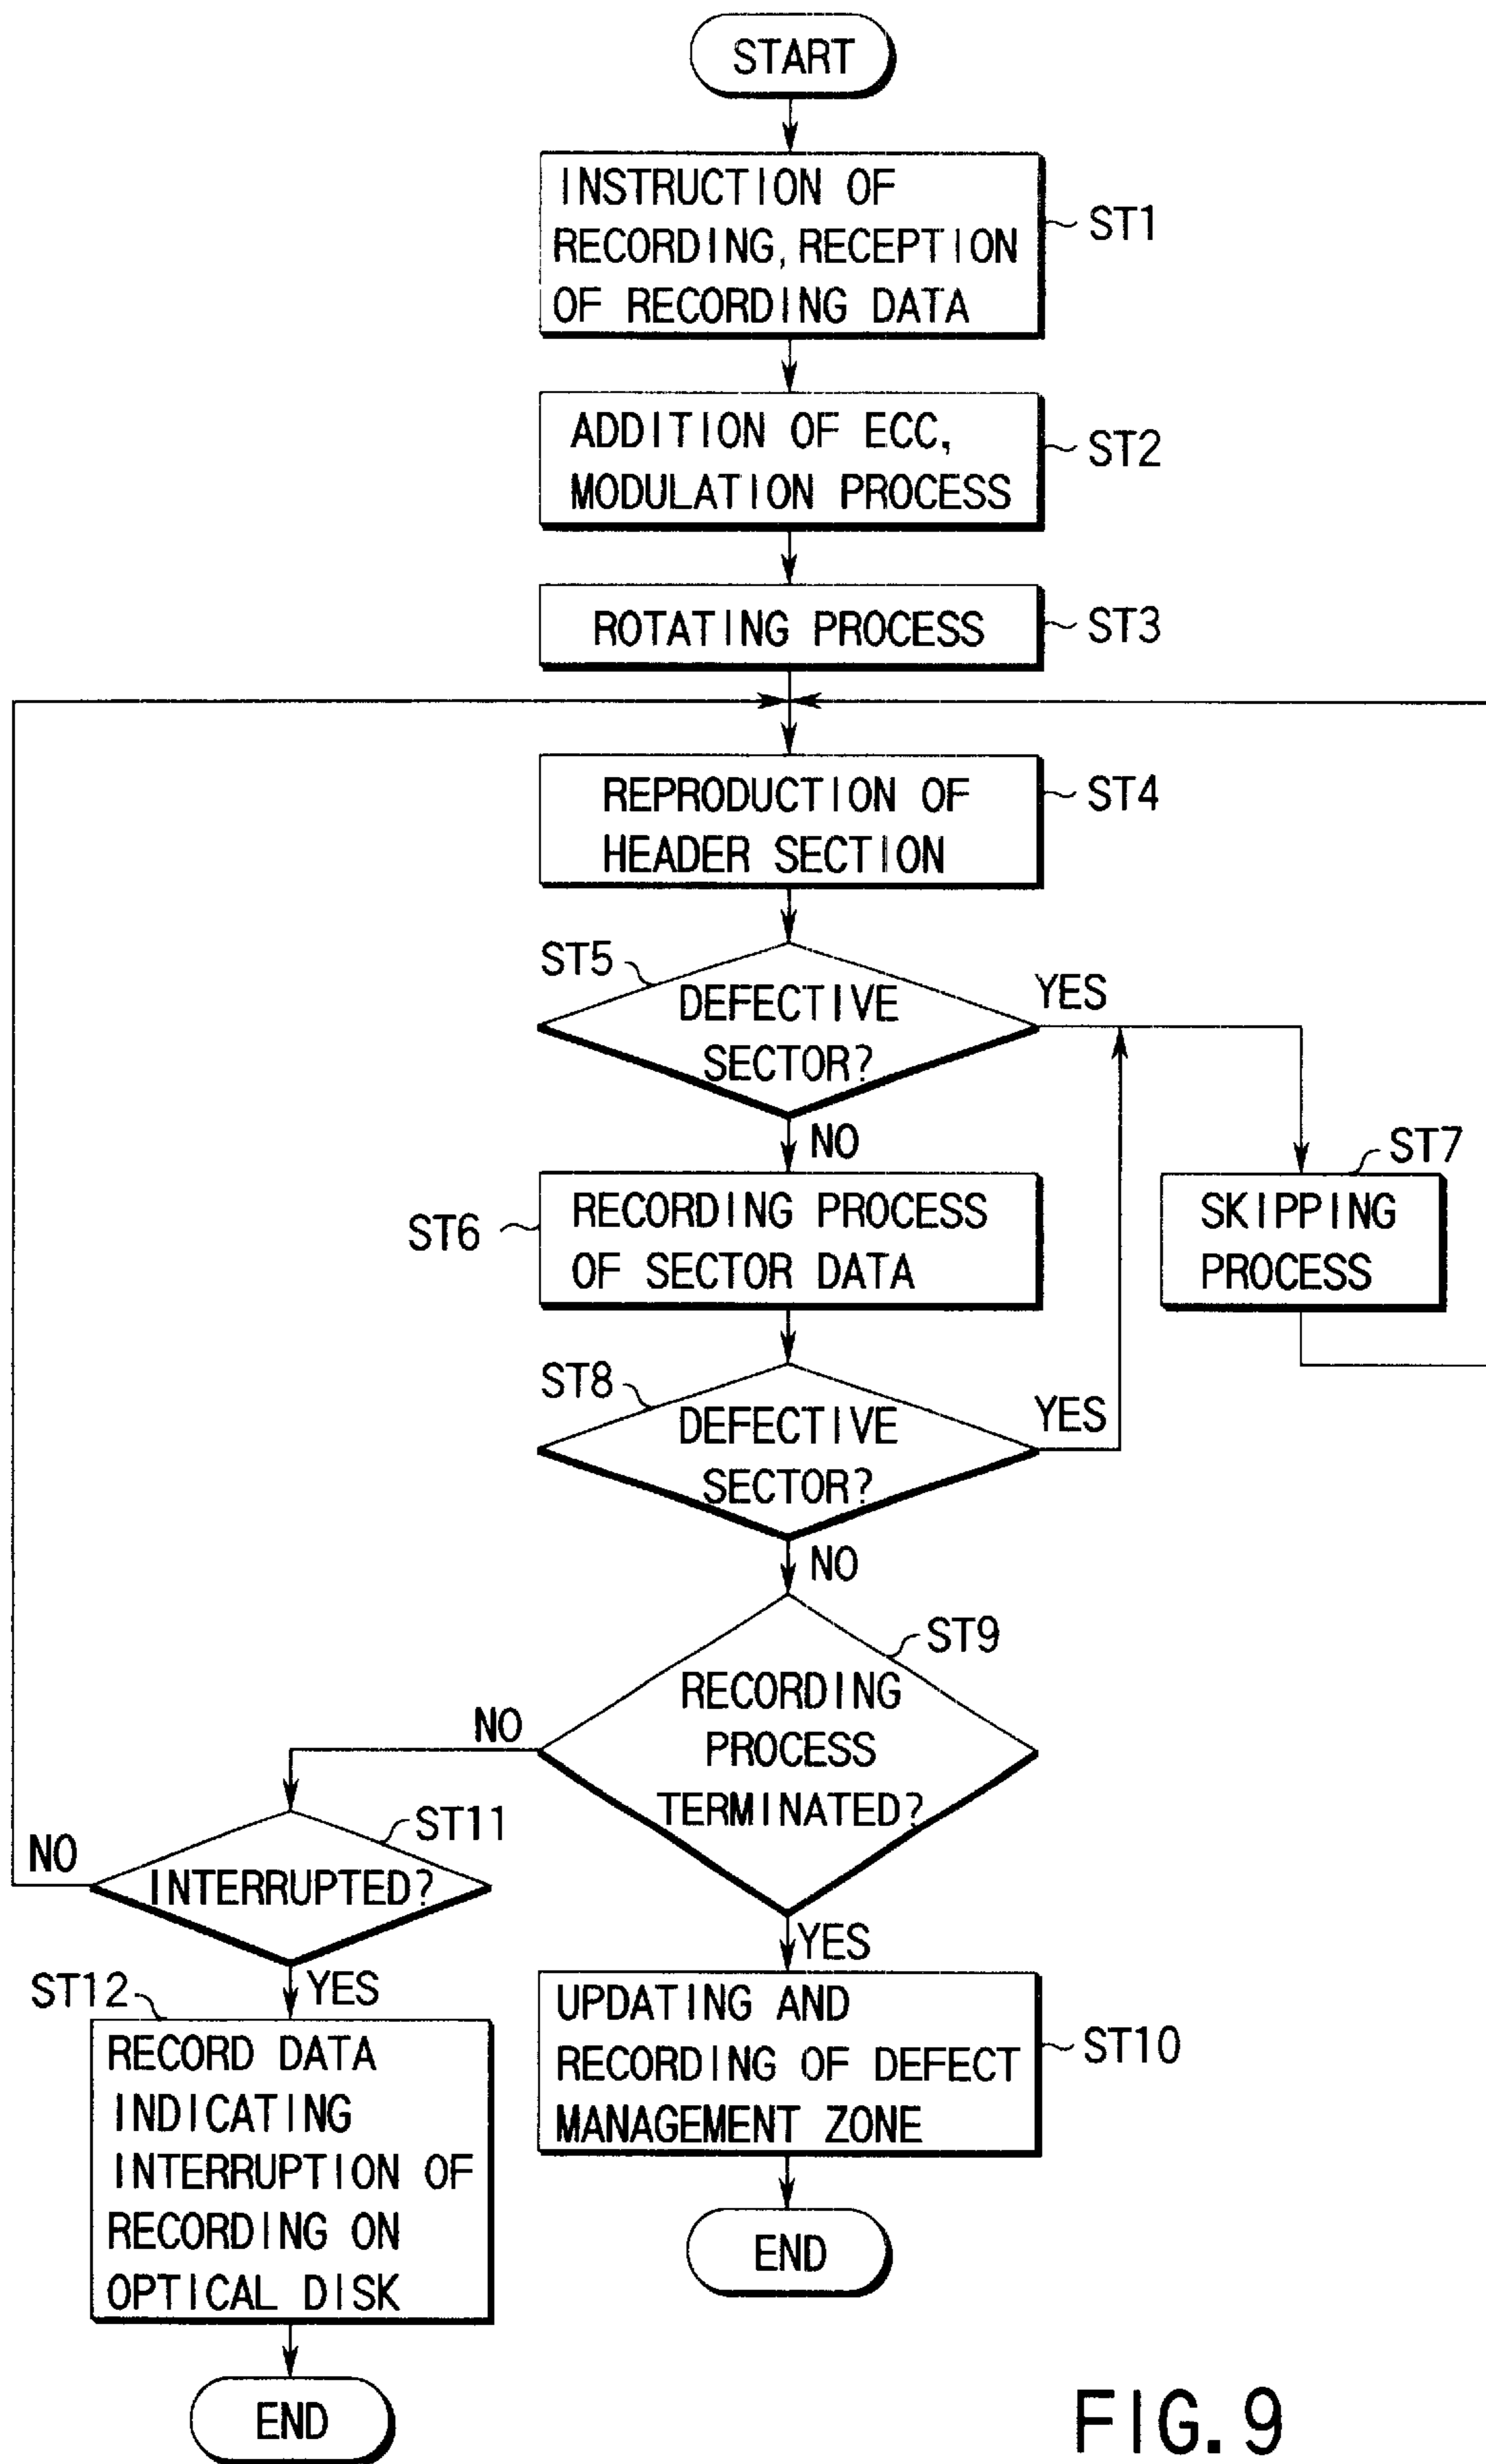 START
INSTRUCTION OF
RECORDING, RECEPTION
OF RECORDING DATA
ST1
ADDITION OF ECC,
MODULATION PROCESS
ST2
ROTATING PROCESS
ST3
REPRODUCTION OF
HEADER SECTION
ST4
ST5
DEFECTIVE
SECTOR?
YES
NO
ST7
SKIPPING
PROCESS
ST6
RECORDING PROCESS
OF SECTOR DATA
ST8
DEFECTIVE
SECTOR?
YES
NO
ST9
RECORDING
PROCESS
TERMINATED?
NO
YES
ST11
INTERRUPTED?
NO
YES
ST12
RECORD DATA
INDICATING
INTERRUPTION OF
RECORDING ON
OPTICAL DISK
UPDATING AND
RECORDING OF DEFECT
MANAGEMENT ZONE
ST10
END
END
FIG. 9